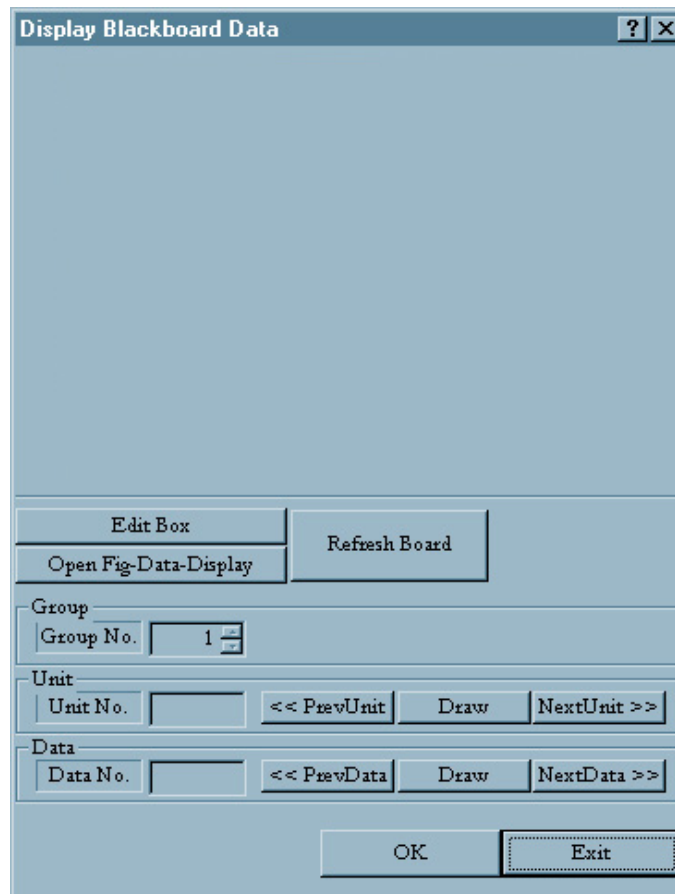 Display Blackboard Data ? ×
Edit Box
Refresh Board
Open Fig-Data-Display
Group
Group No. 1
Unit
Unit No. << PrevUnit Draw NextUnit >>
Data
Data No. << PrevData Draw NextData >>
OK Exit